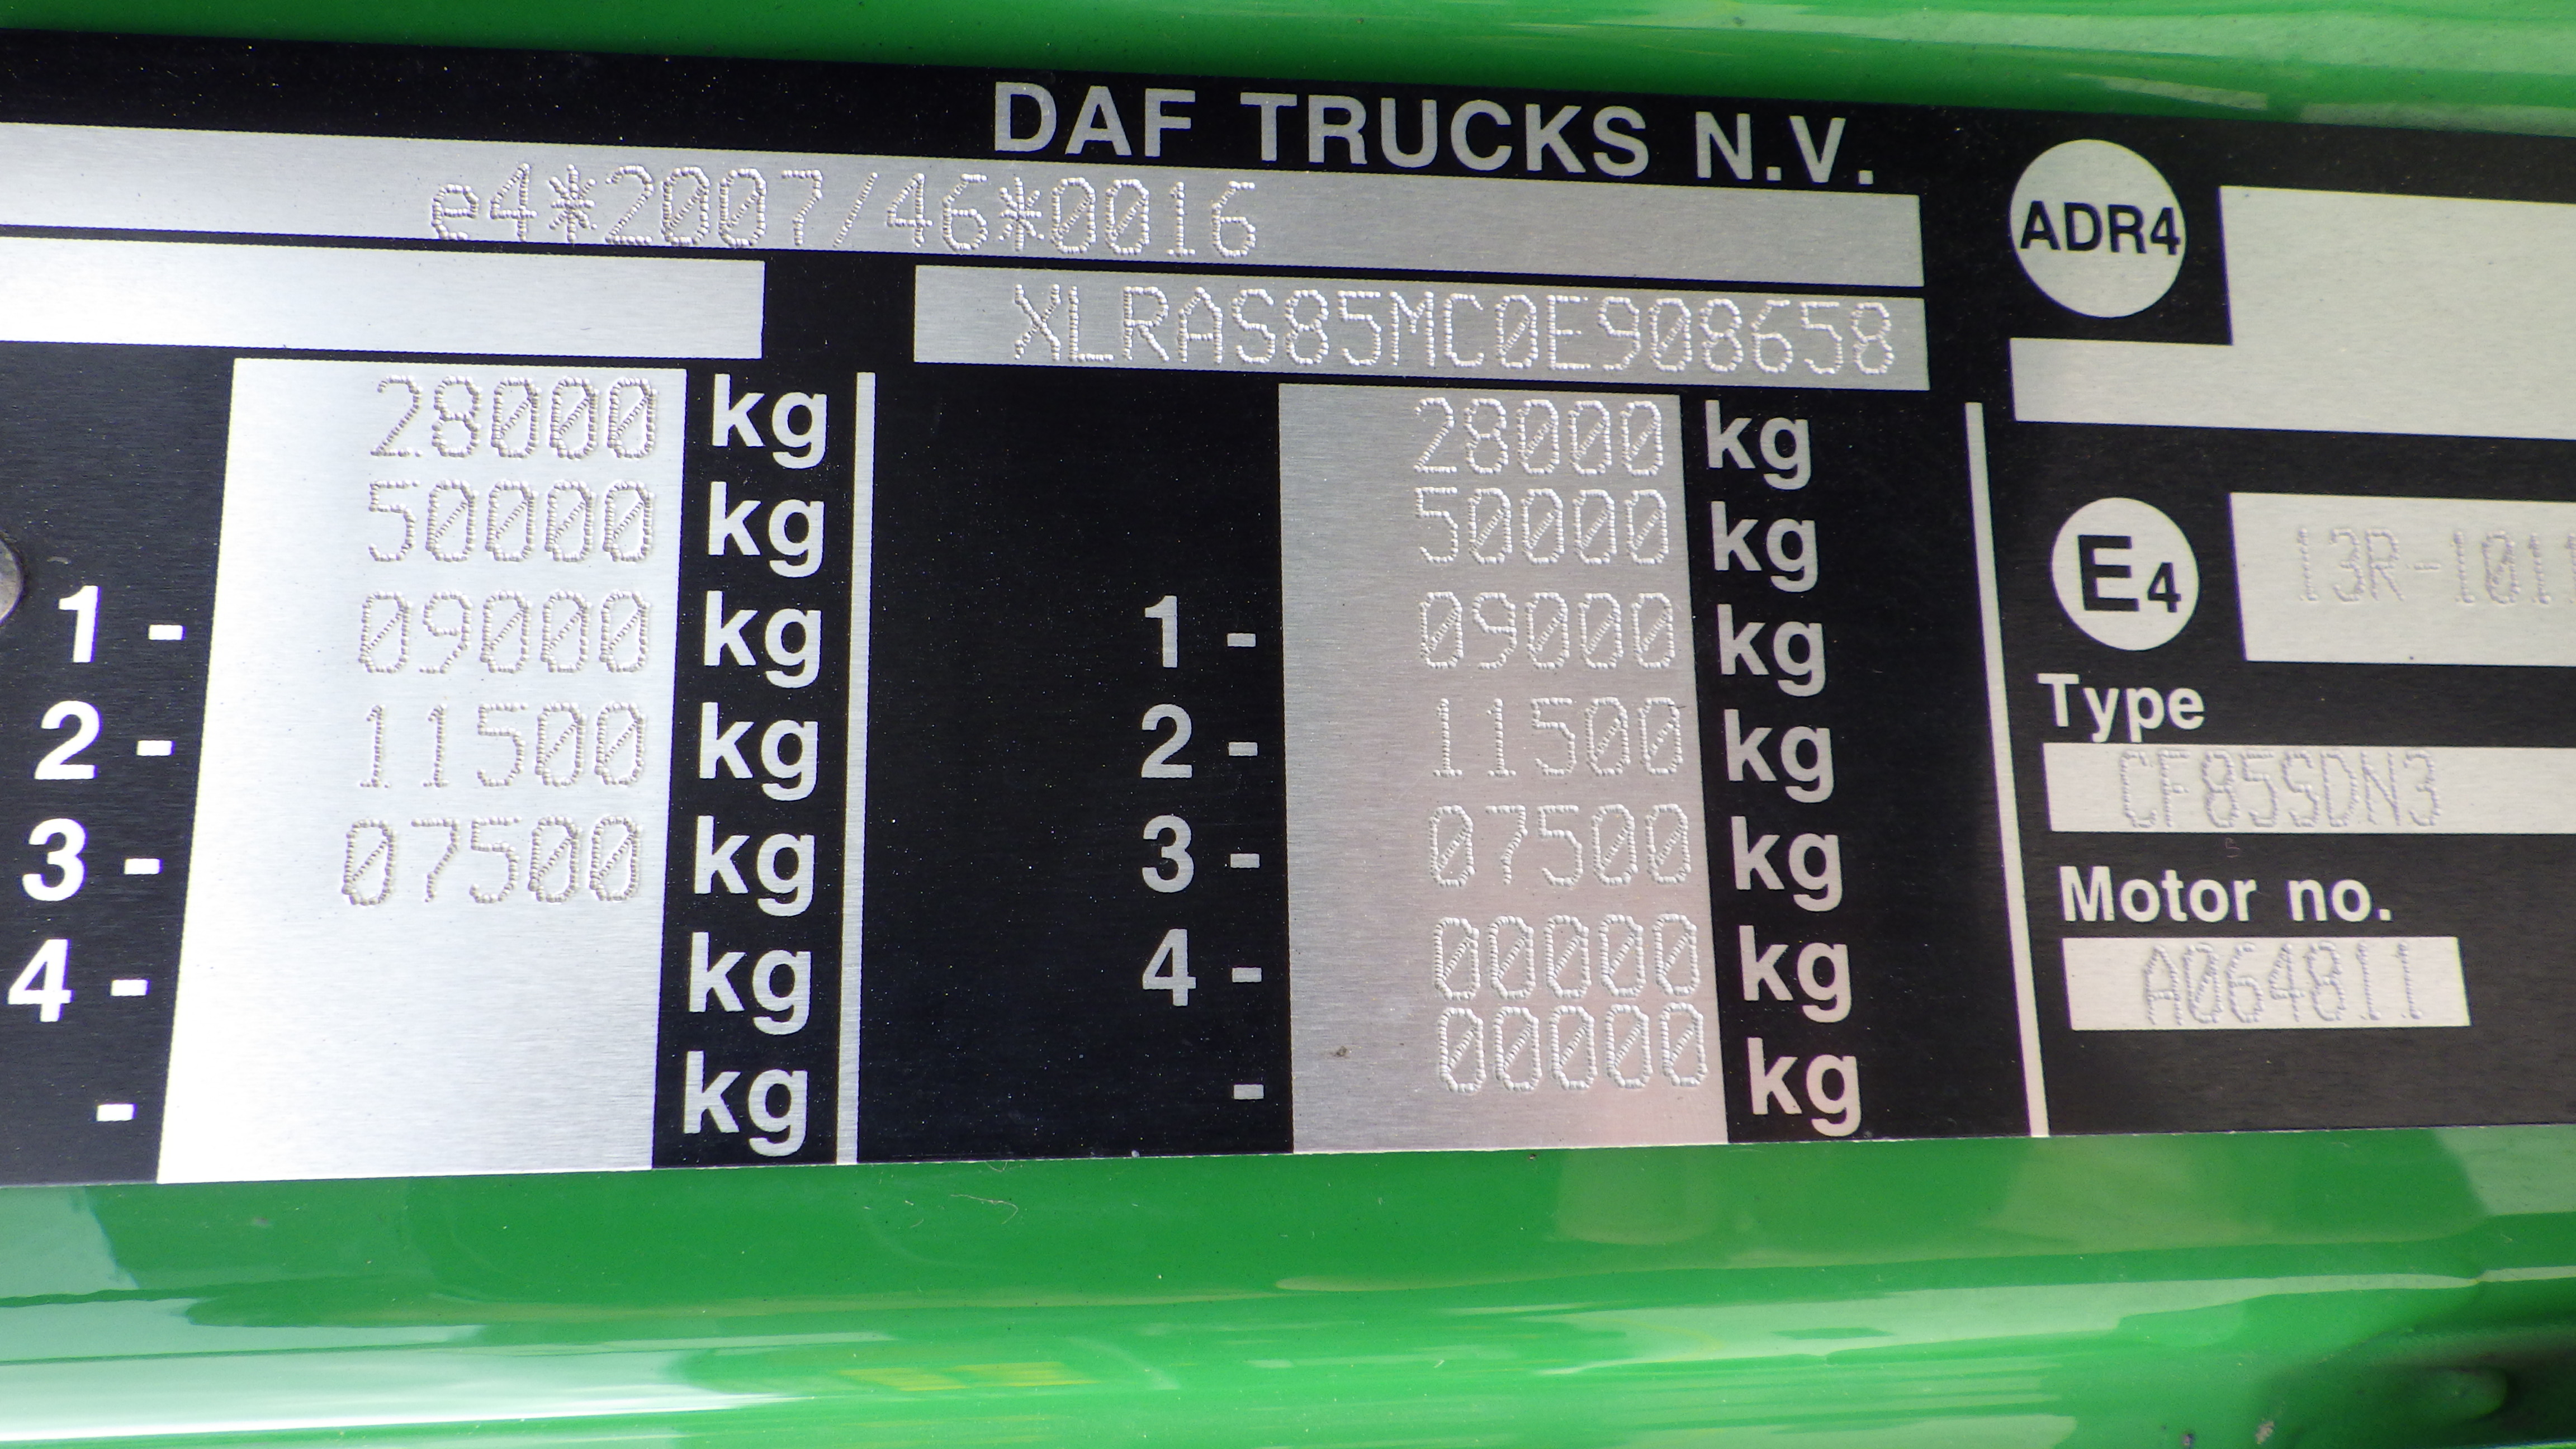 DAF TRUCKS N.V.
e4*2007/46*0016
XLRAS85MC0E908658
28000 kg
50000 kg
1 - 09000 kg
2 - 11500 kg
3 - 07500 kg
4 - kg
- kg
28000 kg
50000 kg
1 - 09000 kg
2 - 11500 kg
3 - 07500 kg
4 - 00000 kg
- 00000 kg
ADR4
E4
Type
CF85SDN3
Motor no.
A064811